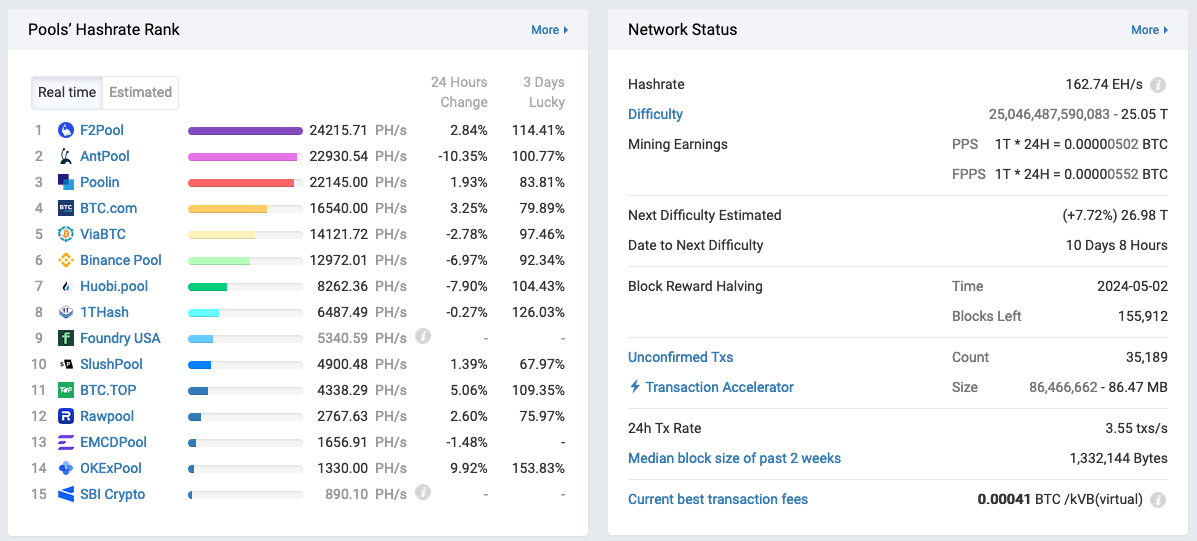 Pools’ Hashrate Rank
More
Real time Estimated
24 Hours Change
3 Days Lucky
1 F2Pool 24215.71 PH/s 2.84% 114.41%
2 AntPool 22930.54 PH/s -10.35% 100.77%
3 Poolin 22145.00 PH/s 1.93% 83.81%
4 BTC BTC.com 16540.00 PH/s 3.25% 79.89%
5 ViaBTC 14121.72 PH/s -2.78% 97.46%
6 Binance Pool 12972.01 PH/s -6.97% 92.34%
7 Huobi.pool 8262.36 PH/s -7.90% 104.43%
8 1T 1THash 6487.49 PH/s -0.27% 126.03%
9 f Foundry USA 5340.59 PH/s i - -
10 SlushPool 4900.48 PH/s 1.39% 67.97%
11 TOP BTC.TOP 4338.29 PH/s 5.06% 109.35%
12 R Rawpool 2767.63 PH/s 2.60% 75.97%
13 EMCDPool 1656.91 PH/s -1.48% -
14 OKExPool 1330.00 PH/s 9.92% 153.83%
15 SBI Crypto 890.10 PH/s i - -
Network Status
More
Hashrate 162.74 EH/s i
Difficulty 25,046,487,590,083 - 25.05 T
Mining Earnings PPS 1T * 24H = 0.00000502 BTC
FPPS 1T * 24H = 0.00000552 BTC
Next Difficulty Estimated (+7.72%) 26.98 T
Date to Next Difficulty 10 Days 8 Hours
Block Reward Halving Time 2024-05-02
Blocks Left 155,912
Unconfirmed Txs Count 35,189
Transaction Accelerator Size 86,466,662 - 86.47 MB
24h Tx Rate 3.55 txs/s
Median block size of past 2 weeks 1,332,144 Bytes
Current best transaction fees 0.00041 BTC /kVB(virtual) i